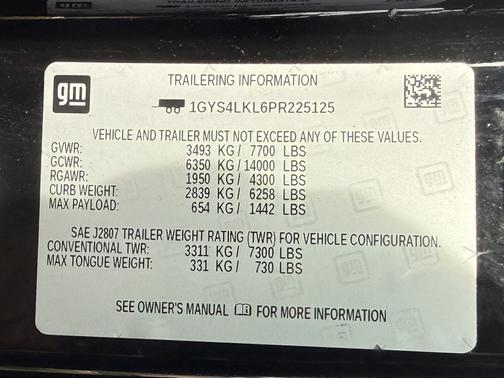 TRAILERING INFORMATION
gm
1GYS4LKL6PR225125
VEHICLE AND TRAILER MUST NOT EXCEED ANY OF THESE VALUES.
GVWR: 3493 KG / 7700 LBS
GCWR: 6350 KG / 14000 LBS
RGAWR: 1950 KG / 4300 LBS
CURB WEIGHT: 2839 KG / 6258 LBS
MAX PAYLOAD: 654 KG / 1442 LBS
SAE J2807 TRAILER WEIGHT RATING (TWR) FOR VEHICLE CONFIGURATION.
CONVENTIONAL TWR: 3311 KG / 7300 LBS
MAX TONGUE WEIGHT: 331 KG / 730 LBS
SEE OWNER'S MANUAL FOR MORE INFORMATION